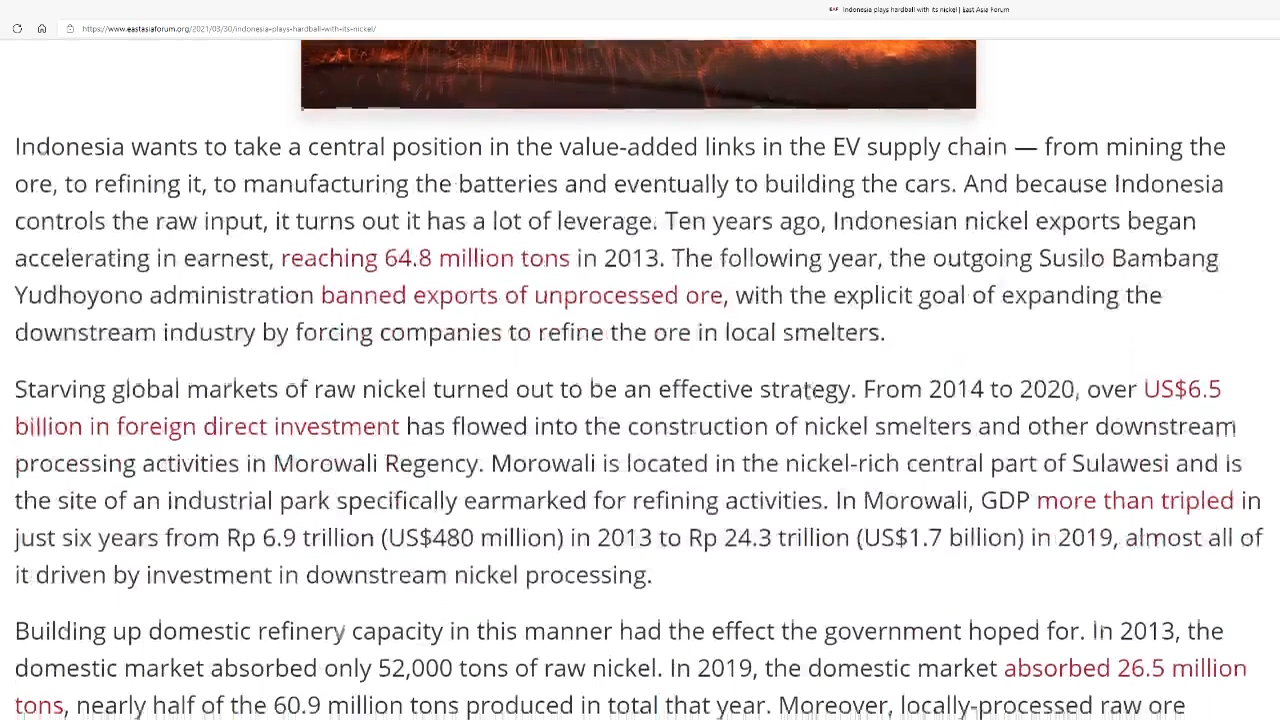 EAF Indonesia plays hardball with its nickel | East Asia Forum
https://www.eastasiaforum.org/2021/03/30/indonesia-plays-hardball-with-its-nickel/
Indonesia wants to take a central position in the value-added links in the EV supply chain — from mining the
ore, to refining it, to manufacturing the batteries and eventually to building the cars. And because Indonesia
controls the raw input, it turns out it has a lot of leverage. Ten years ago, Indonesian nickel exports began
accelerating in earnest, reaching 64.8 million tons in 2013. The following year, the outgoing Susilo Bambang
Yudhoyono administration banned exports of unprocessed ore, with the explicit goal of expanding the
downstream industry by forcing companies to refine the ore in local smelters.
Starving global markets of raw nickel turned out to be an effective strategy. From 2014 to 2020, over US$6.5
billion in foreign direct investment has flowed into the construction of nickel smelters and other downstream
processing activities in Morowali Regency. Morowali is located in the nickel-rich central part of Sulawesi and is
the site of an industrial park specifically earmarked for refining activities. In Morowali, GDP more than tripled in
just six years from Rp 6.9 trillion (US$480 million) in 2013 to Rp 24.3 trillion (US$1.7 billion) in 2019, almost all of
it driven by investment in downstream nickel processing.
Building up domestic refinery capacity in this manner had the effect the government hoped for. In 2013, the
domestic market absorbed only 52,000 tons of raw nickel. In 2019, the domestic market absorbed 26.5 million
tons, nearly half of the 60.9 million tons produced in total that year. Moreover, locally-processed raw ore